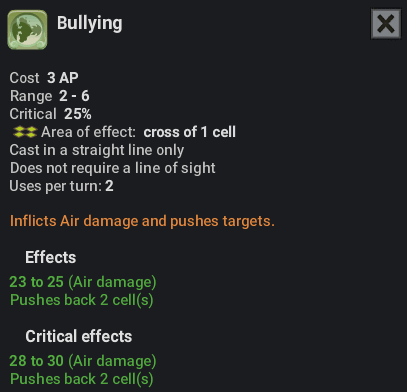 Bullying
Cost 3 AP
Range 2 - 6
Critical 25%
Area of effect: cross of 1 cell
Cast in a straight line only
Does not require a line of sight
Uses per turn: 2
Inflicts Air damage and pushes targets.
Effects
23 to 25 (Air damage)
Pushes back 2 cell(s)
Critical effects
28 to 30 (Air damage)
Pushes back 2 cell(s)